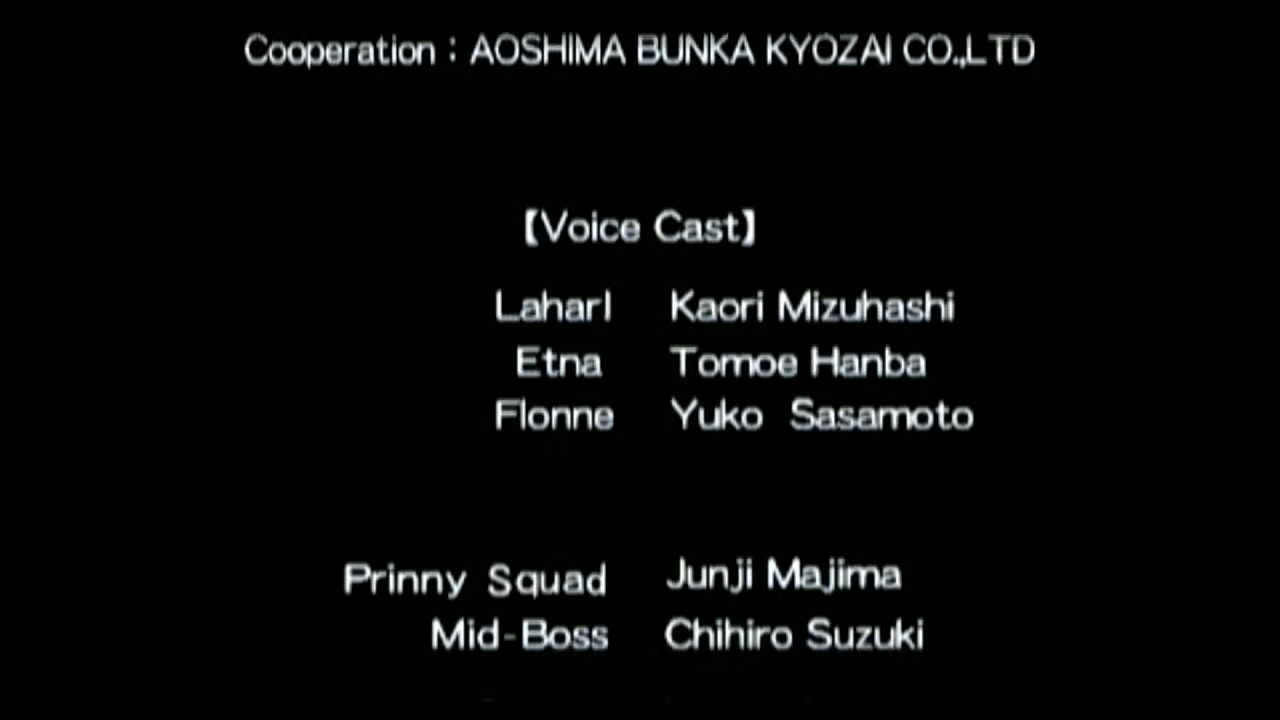 Cooperation : AOSHIMA BUNKA KYOZAI CO.,LTD
【Voice Cast】
Laharl Kaori Mizuhashi
Etna Tomoe Hanba
Flonne Yuko Sasamoto
Prinny Squad Junji Majima
Mid-Boss Chihiro Suzuki